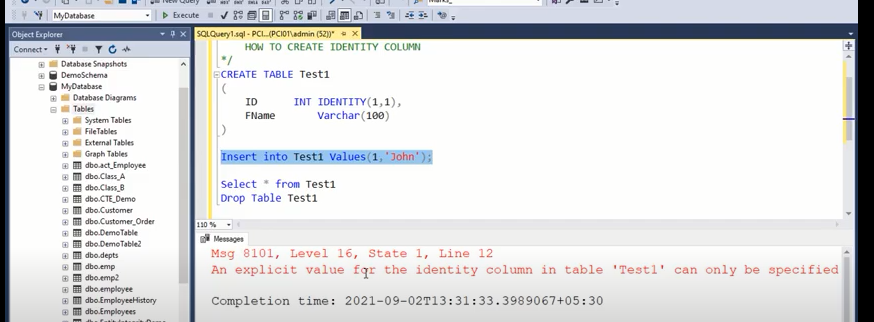 New Query
MyDatabase
Execute
Object Explorer
Connect
Database Snapshots
DemoSchema
MyDatabase
Database Diagrams
Tables
System Tables
FileTables
External Tables
Graph Tables
dbo.act_Employee
dbo.Class_A
dbo.Class_B
dbo.CTE_Demo
dbo.Customer
dbo.Customer_Order
dbo.DemoTable
dbo.DemoTable2
dbo.depts
dbo.emp
dbo.emp2
dbo.employee
dbo.EmployeeHistory
dbo.Employees
SQLQuery1.sql - PCI...(PCI01\admin (52))*
HOW TO CREATE IDENTITY COLUMN
*/
CREATE TABLE Test1
(
ID INT IDENTITY(1,1),
FName Varchar(100)
)
Insert into Test1 Values(1,'John');
Select * from Test1
Drop Table Test1
110 %
Messages
Msg 8101, Level 16, State 1, Line 12
An explicit value for the identity column in table 'Test1' can only be specified
Completion time: 2021-09-02T13:31:33.3989067+05:30